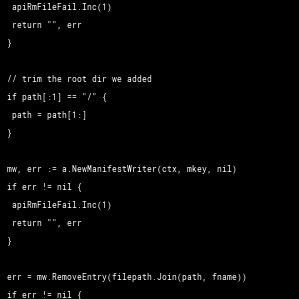 apiRmFileFail.Inc(1)
return "", err
}
// trim the root dir we added
if path[:1] == "/" {
path = path[1:]
}
mw, err := a.NewManifestWriter(ctx, mkey, nil)
if err != nil {
apiRmFileFail.Inc(1)
return "", err
}
err = mw.RemoveEntry(filepath.Join(path, fname))
if err != nil {